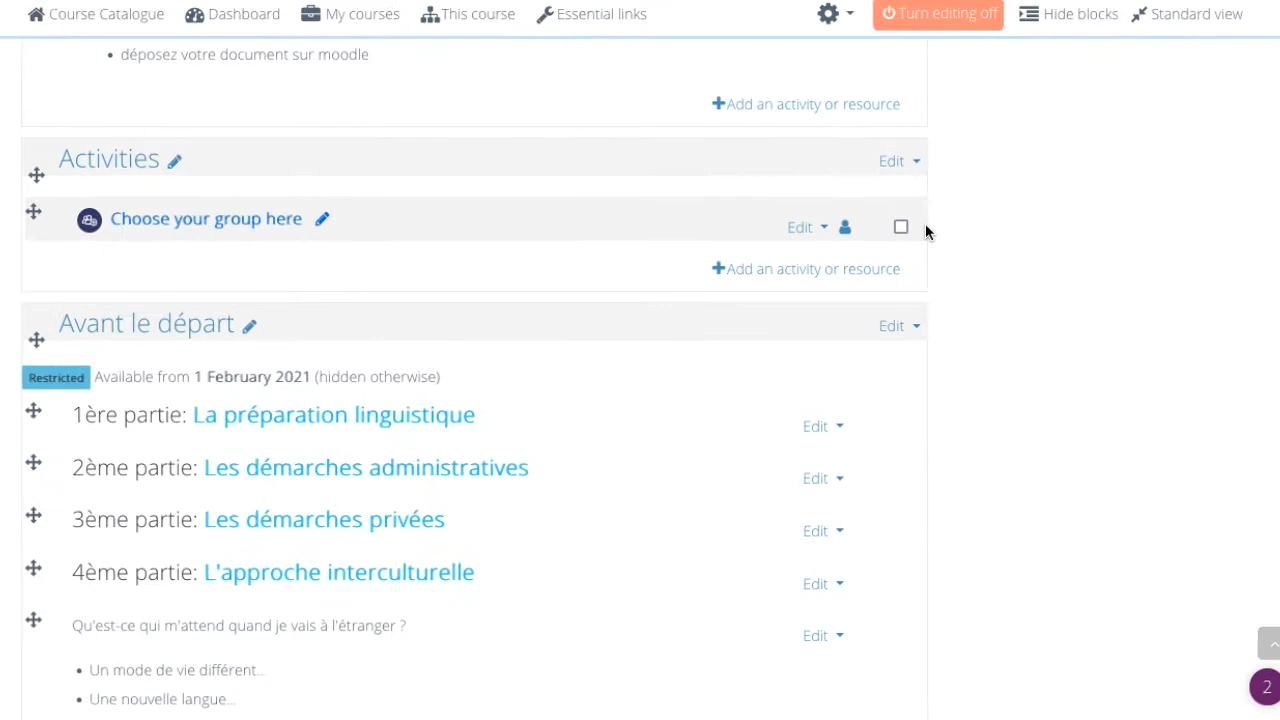 Course Catalogue Dashboard My courses This course Essential links Turn editing off Hide blocks Standard view
déposez votre document sur moodle
Add an activity or resource
Activities Edit
Choose your group here Edit
Add an activity or resource
Avant le départ Edit
Restricted Available from 1 February 2021 (hidden otherwise)
1ère partie: La préparation linguistique Edit
2ème partie: Les démarches administratives Edit
3ème partie: Les démarches privées Edit
4ème partie: L'approche interculturelle Edit
Qu'est-ce qui m'attend quand je vais à l'étranger ? Edit
Un mode de vie différent...
2
Une nouvelle langue...